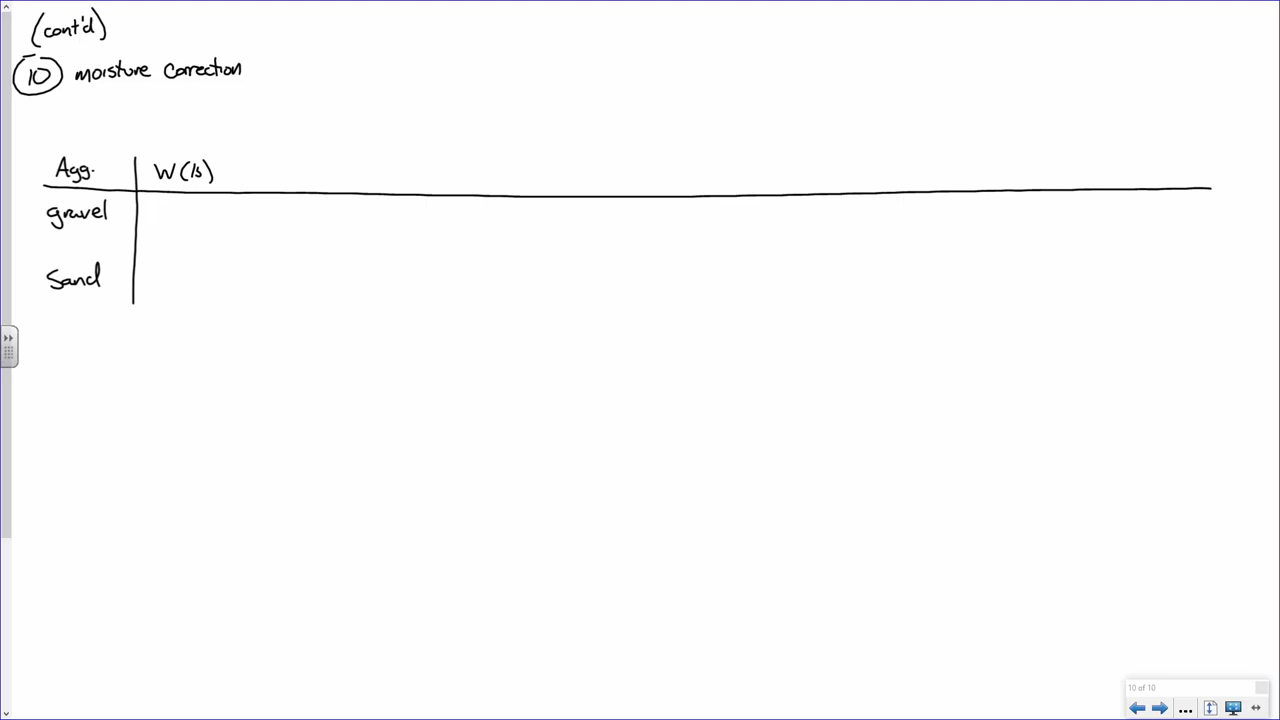 (cont'd)
10 moisture correction
Agg. W (lb)
gravel
Sand
10 of 10